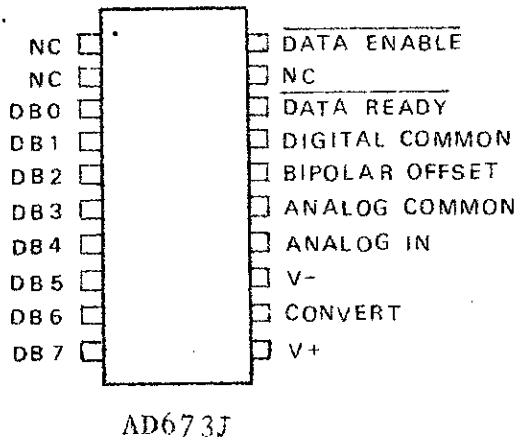 NC DATA ENABLE
NC NC
DB0 DATA READY
DB1 DIGITAL COMMON
DB2 BIPOLAR OFFSET
DB3 ANALOG COMMON
DB4 ANALOG IN
DB5 V-
DB6 CONVERT
DB7 V+
AD673J